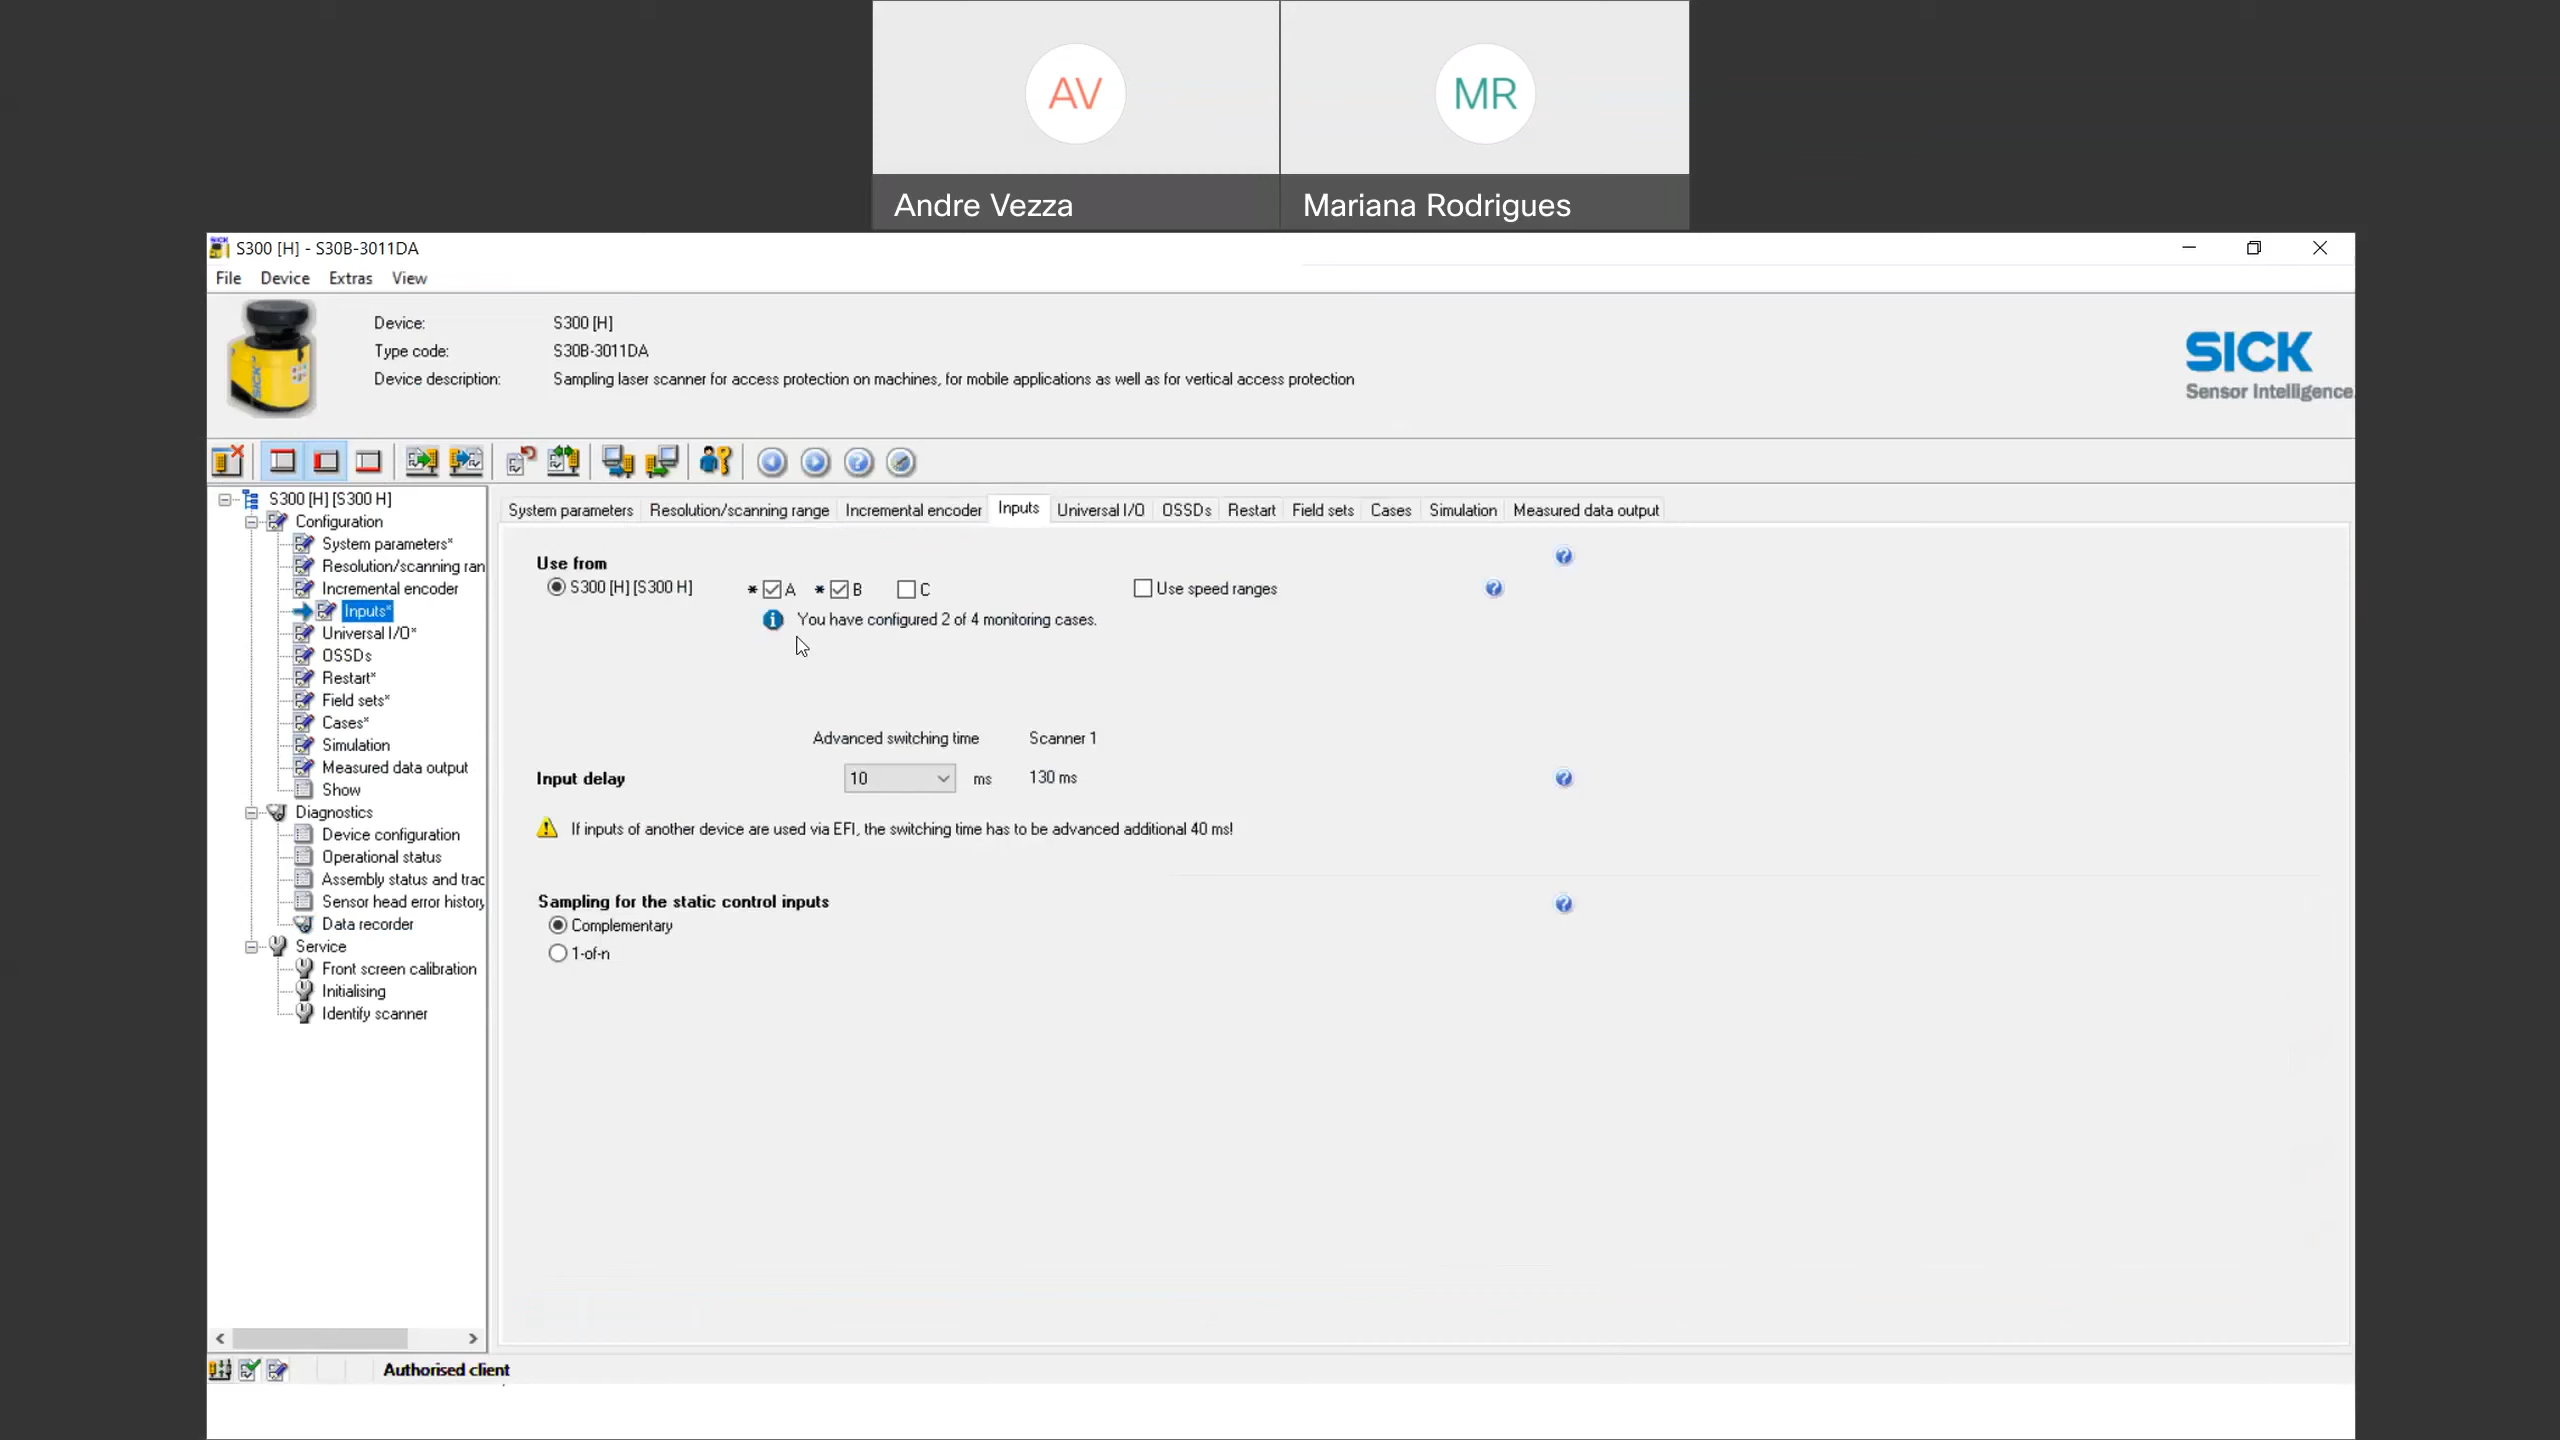 AV
MR
Andre Vezza
Mariana Rodrigues
S300 [H] - S30B-3011DA
File Device Extras View
Device: S300 [H]
Type code: S30B-3011DA
Device description: Sampling laser scanner for access protection on machines, for mobile applications as well as for vertical access protection
SICK
Sensor Intelligence.
S300 [H] [S300 H]
Configuration
System parameters*
Resolution/scanning ran
Incremental encoder
Inputs*
Universal I/O*
OSSDs
Restart*
Field sets*
Cases*
Simulation
Measured data output
Show
Diagnostics
Device configuration
Operational status
Assembly status and trac
Sensor head error history
Data recorder
Service
Front screen calibration
Initialising
Identify scanner
System parameters Resolution/scanning range Incremental encoder Inputs Universal I/O OSSDs Restart Field sets Cases Simulation Measured data output
Use from
S300 [H] [S300 H] * A * B C Use speed ranges
You have configured 2 of 4 monitoring cases.
Advanced switching time Scanner 1
Input delay 10 ms 130 ms
If inputs of another device are used via EFI, the switching time has to be advanced additional 40 ms!
Sampling for the static control inputs
Complementary
1-of-n
Authorised client